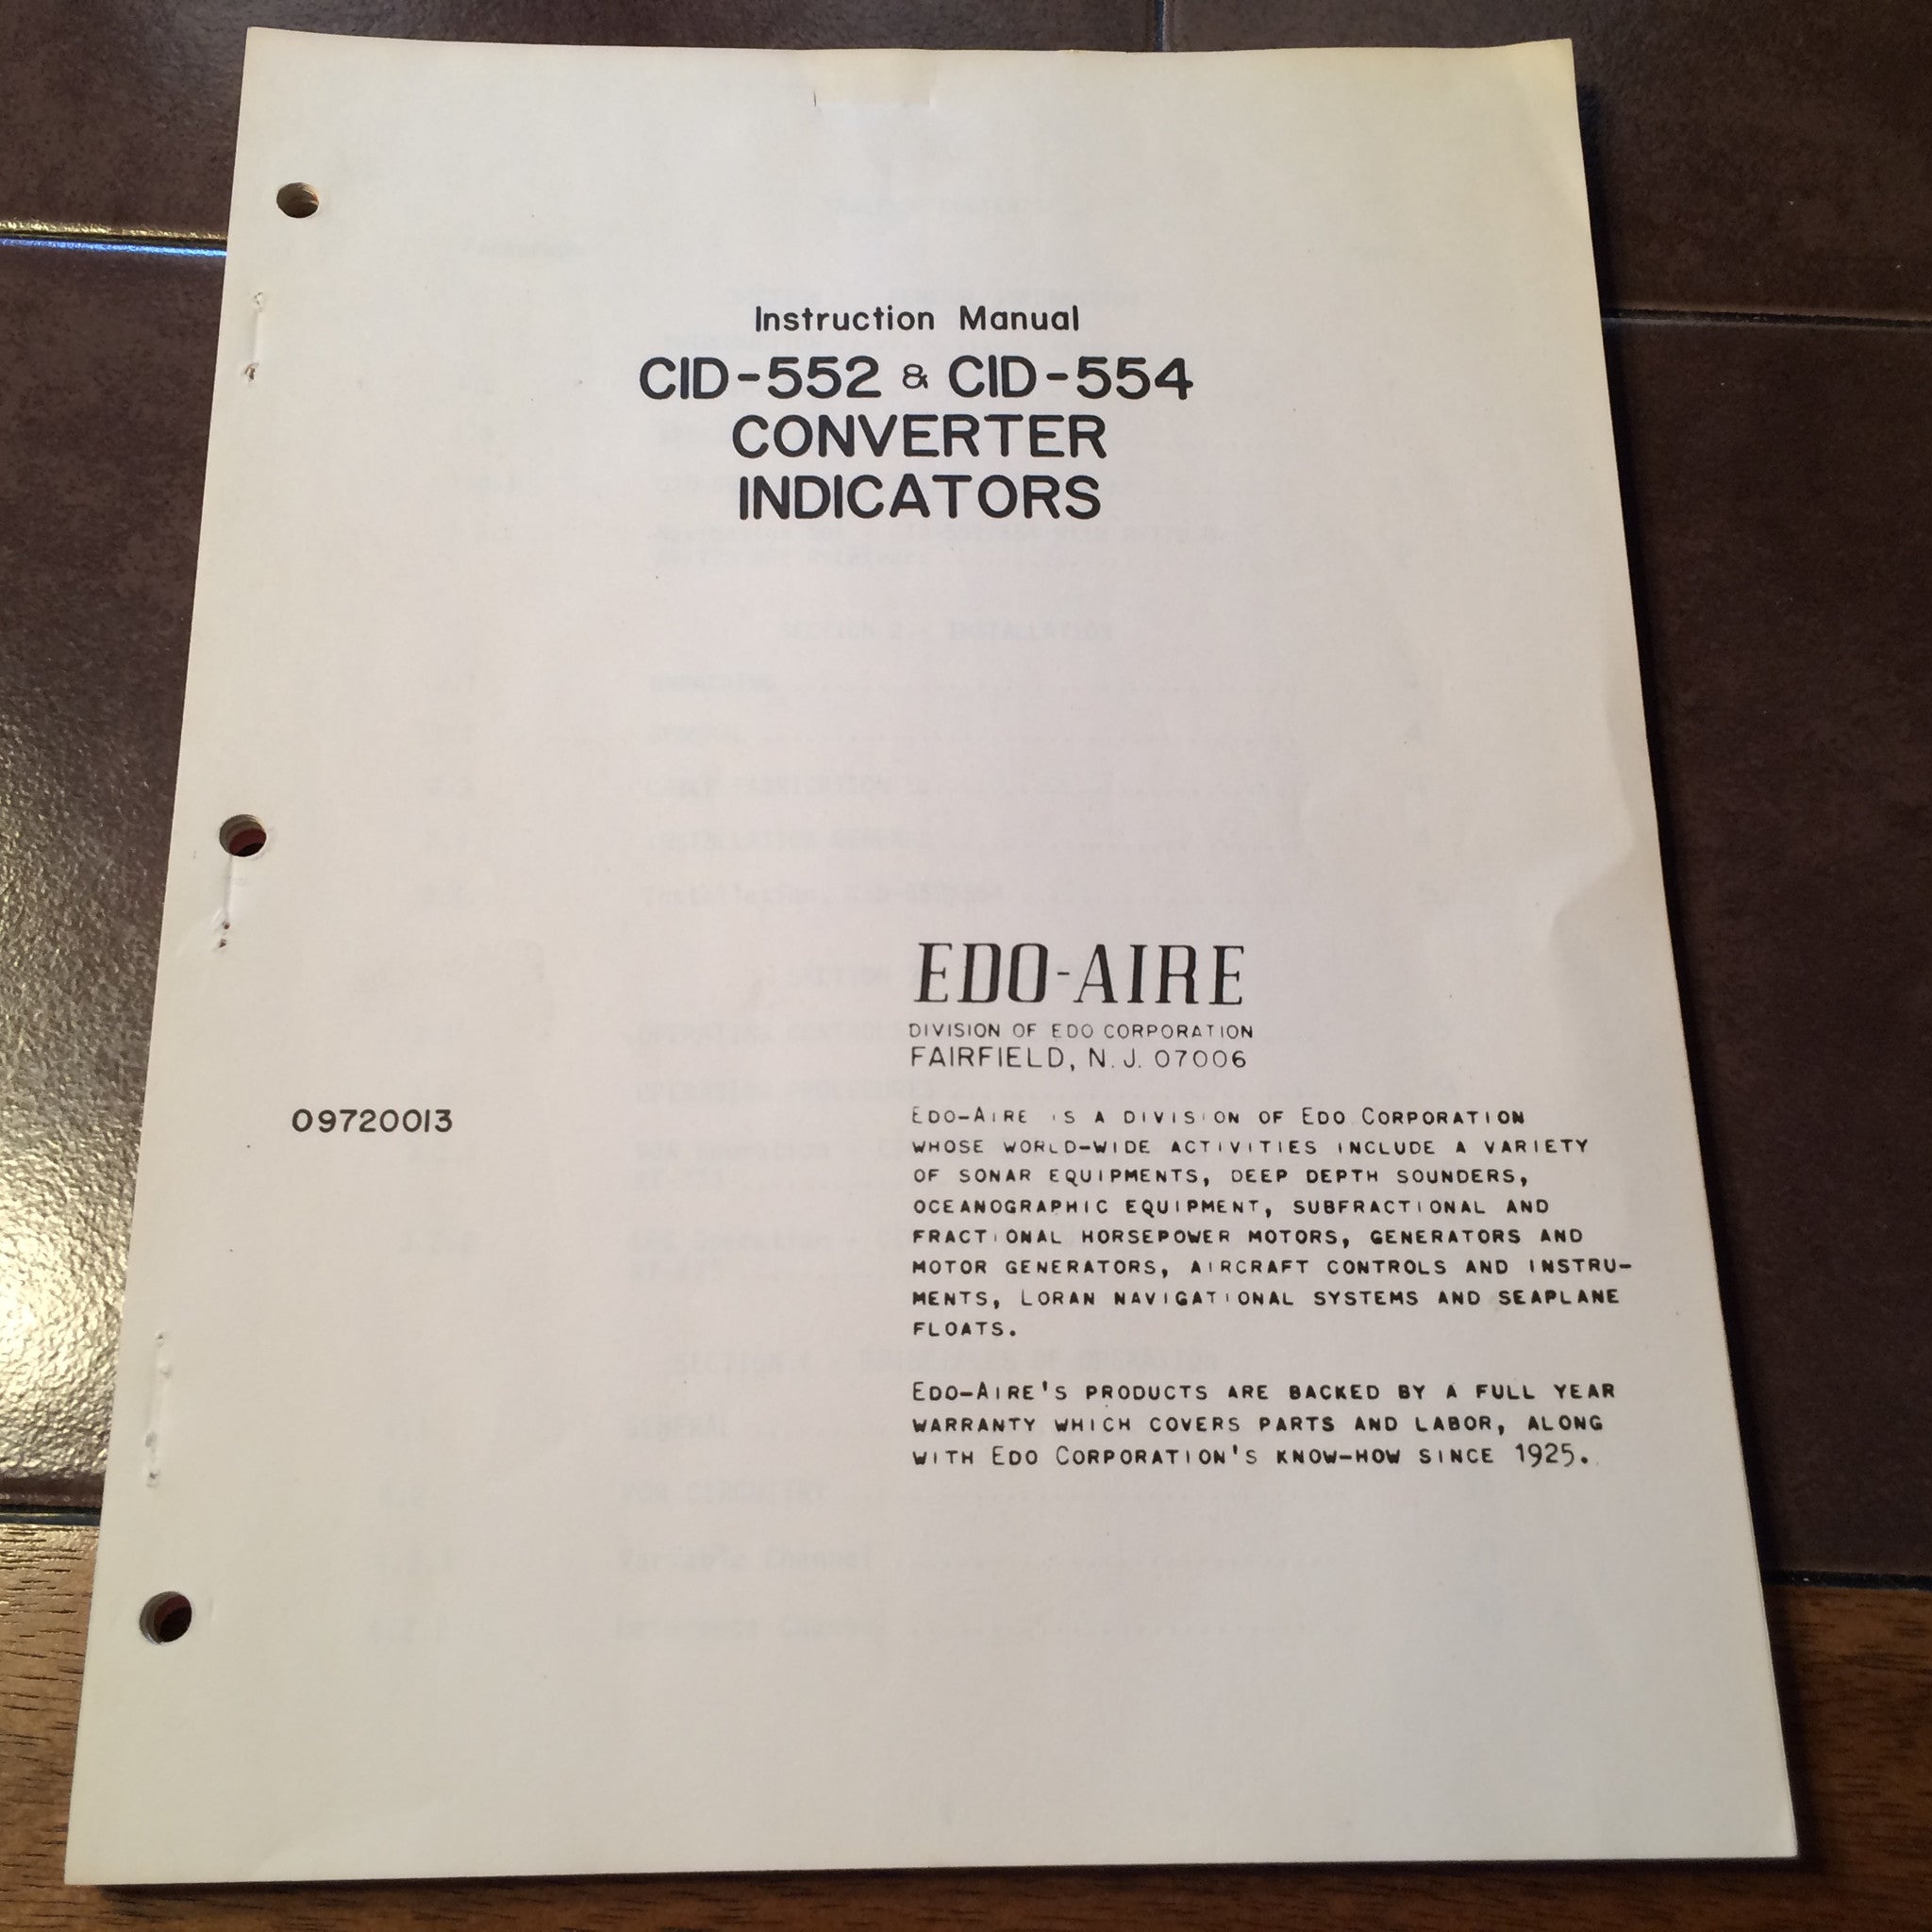 Instruction Manual
CID-552 & CID-554
CONVERTER
INDICATORS
EDO-AIRE
DIVISION OF EDO CORPORATION
FAIRFIELD, N. J. 07006
09720013
EDO-AIRE IS A DIVISION OF EDO CORPORATION
WHOSE WORLD-WIDE ACTIVITIES INCLUDE A VARIETY
OF SONAR EQUIPMENTS, DEEP DEPTH SOUNDERS,
OCEANOGRAPHIC EQUIPMENT, SUBFRACTIONAL AND
FRACTIONAL HORSEPOWER MOTORS, GENERATORS AND
MOTOR GENERATORS, AIRCRAFT CONTROLS AND INSTRU-
MENTS, LORAN NAVIGATIONAL SYSTEMS AND SEAPLANE
FLOATS.
EDO-AIRE'S PRODUCTS ARE BACKED BY A FULL YEAR
WARRANTY WHICH COVERS PARTS AND LABOR, ALONG
WITH EDO CORPORATION'S KNOW-HOW SINCE 1925.